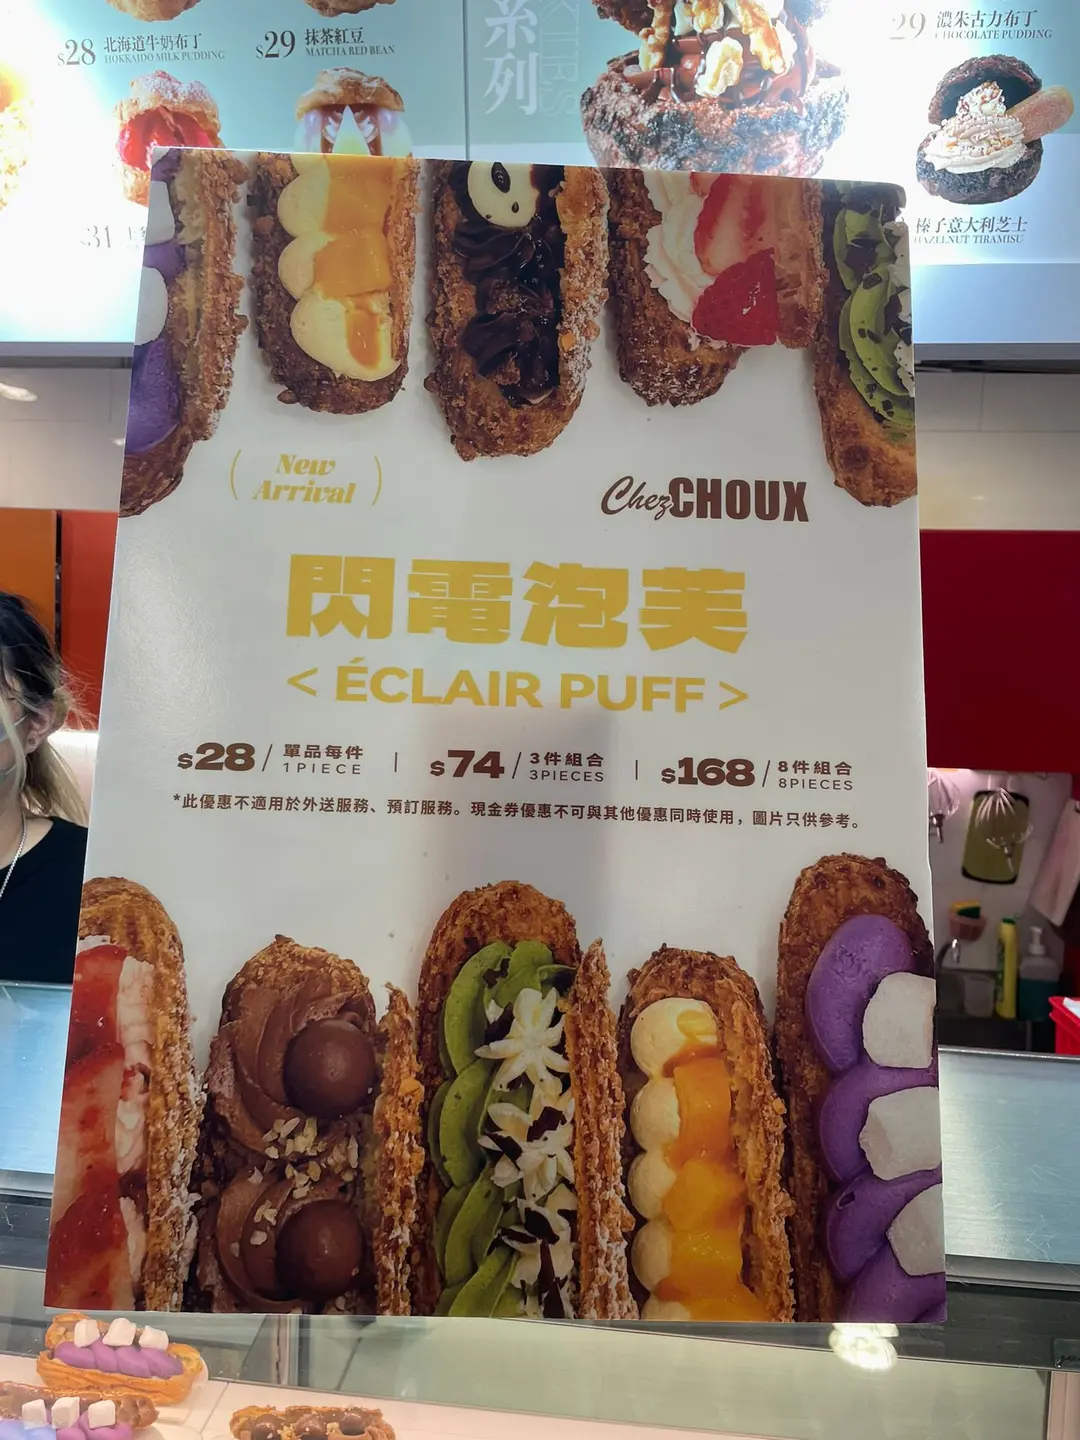 $28 北海道牛奶布丁
HOKKAIDO MILK PUDDING
$29 抹茶紅豆
MATCHA RED BEAN
系列
29 濃朱古力布丁
CHOCOLATE PUDDING
$31
榛子意大利芝士
HAZELNUT TIRAMISU
New
Arrival
Chez CHOUX
閃電泡芙
< ÉCLAIR PUFF >
$28 / 單品每件
1PIECE
$74 / 3件組合
3PIECES
$168 / 8件組合
8PIECES
*此優惠不適用於外送服務、預訂服務。現金券優惠不可與其他優惠同時使用，圖片只供參考。